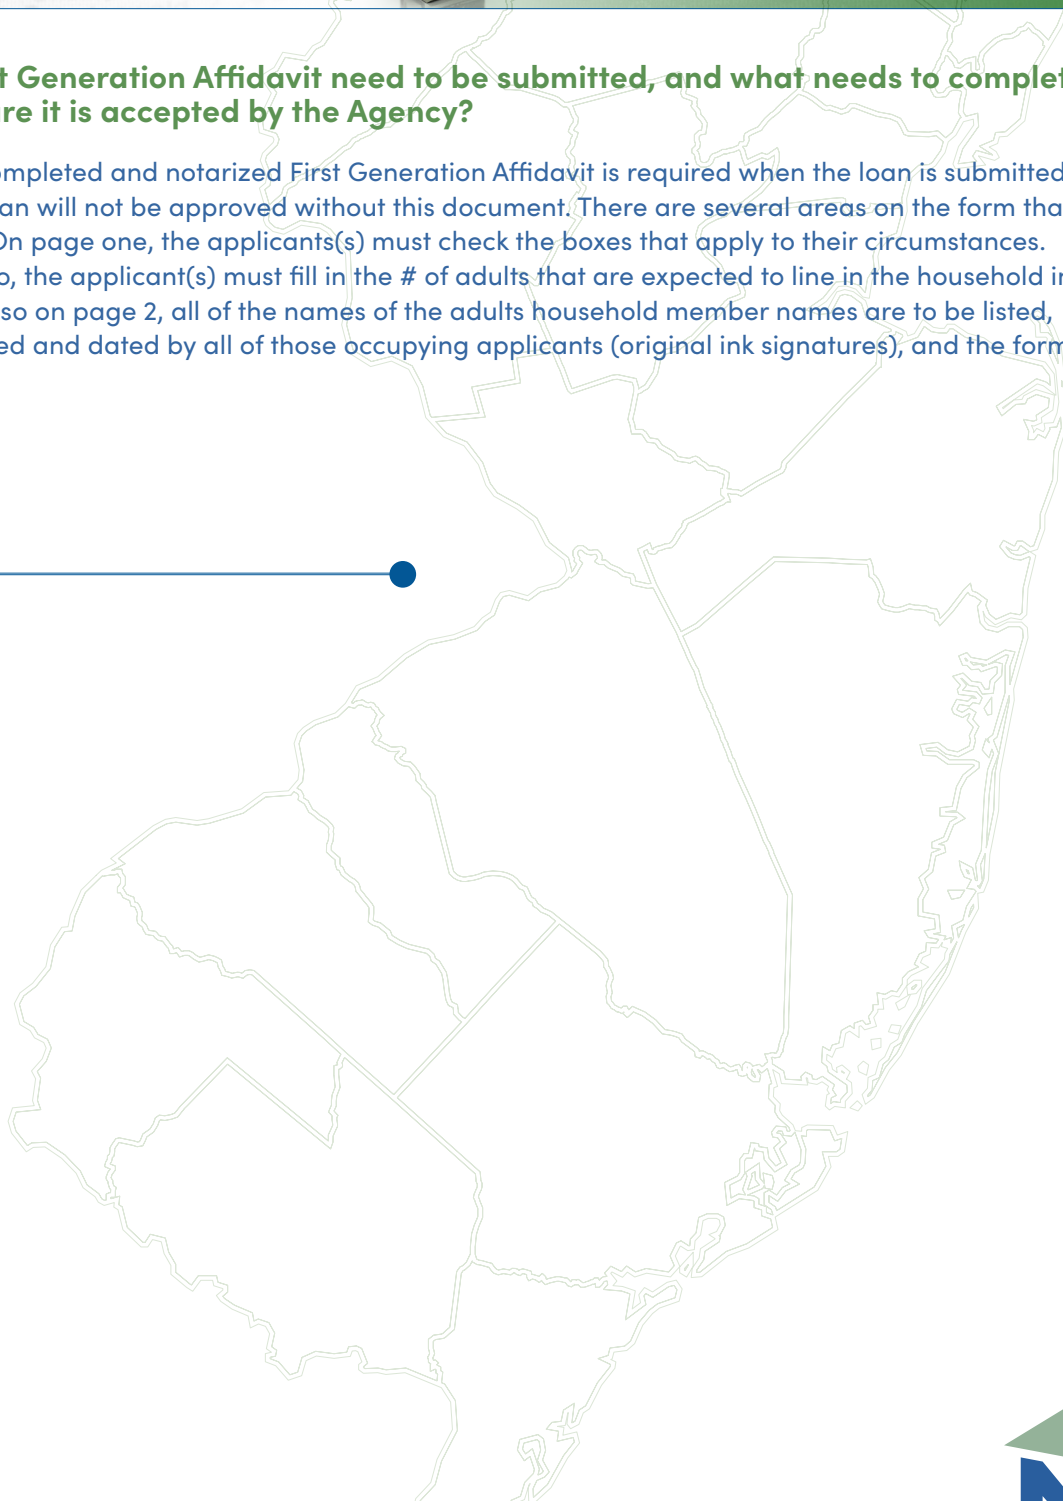 t Generation Affidavit need to be submitted, and what needs to complet
re it is accepted by the Agency?
ompleted and notarized First Generation Affidavit is required when the loan is submitted
an will not be approved without this document. There are several areas on the form tha
On page one, the applicants(s) must check the boxes that apply to their circumstances.
o, the applicant(s) must fill in the # of adults that are expected to line in the household i
so on page 2, all of the names of the adults household member names are to be listed,
ed and dated by all of those occupying applicants (original ink signatures), and the form